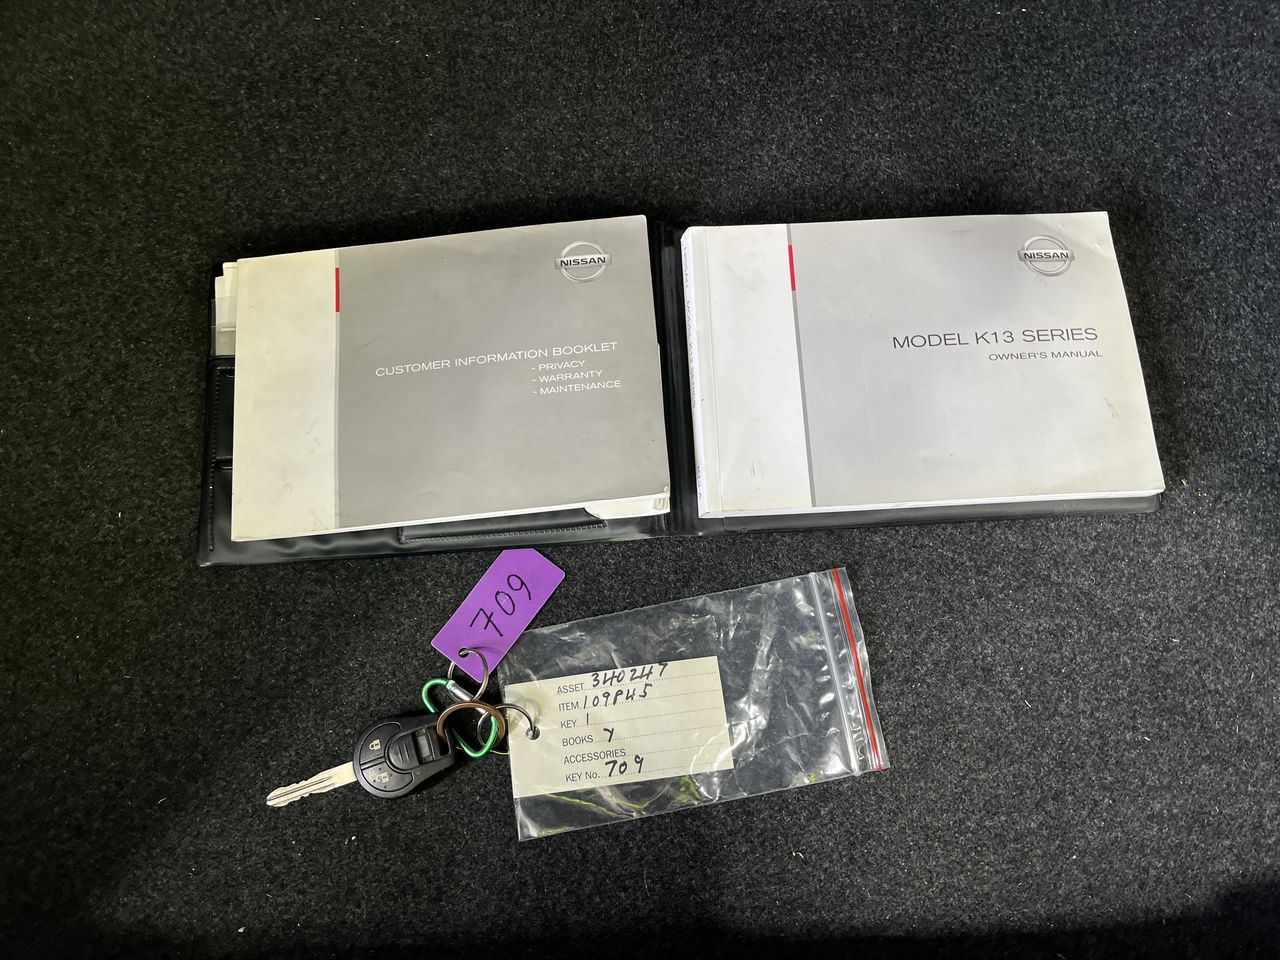 NISSAN
CUSTOMER INFORMATION BOOKLET
- PRIVACY
- WARRANTY
- MAINTENANCE
NISSAN
MODEL K13 SERIES
OWNER'S MANUAL
709
ASSET 340247
ITEM 109P45
KEY 1
BOOKS Y
ACCESSORIES
KEY No. 709